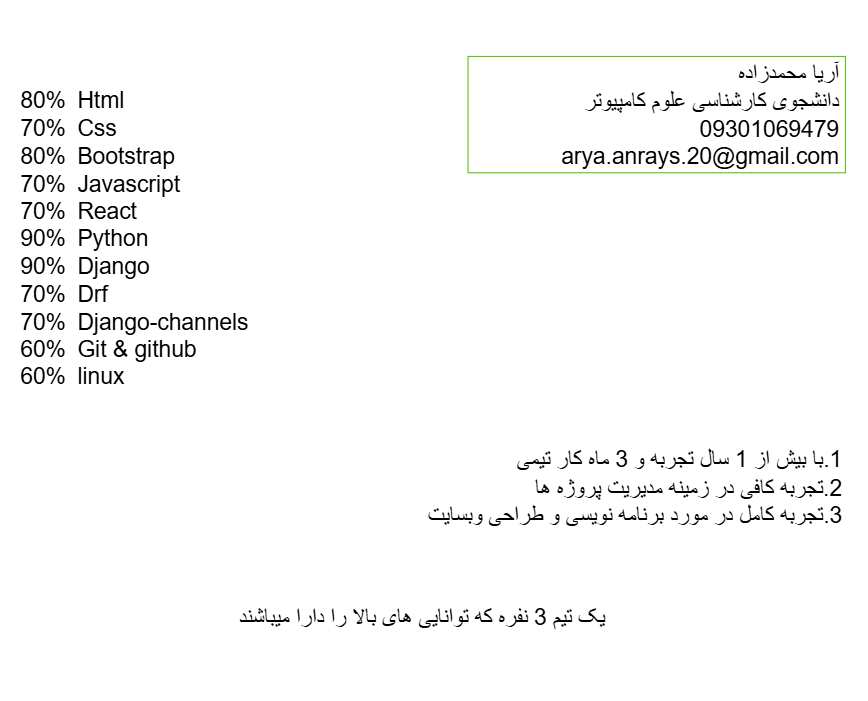 آریا محمدزاده
دانشجوی کارشناسی علوم کامپیوتر
09301069479
arya.anrays.20@gmail.com
80% Html
70% Css
80% Bootstrap
70% Javascript
70% React
90% Python
90% Django
70% Drf
70% Django-channels
60% Git & github
60% linux
1.با بیش از 1 سال تجربه و 3 ماه کار تیمی
2.تجربه کافی در زمینه مدیریت پروژه ها
3.تجربه کامل در مورد برنامه نویسی و طراحی وبسایت
یک تیم 3 نفره که توانایی های بالا را دارا میباشند